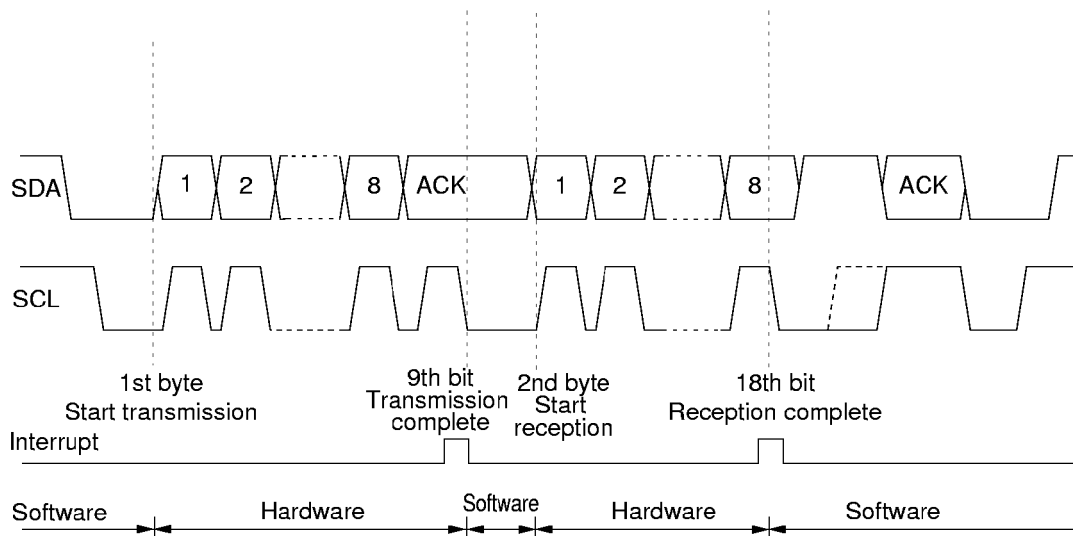 SDA
1
2
8
ACK
1
2
8
ACK
SCL
1st byte
Start transmission
9th bit
Transmission
complete
2nd byte
Start
reception
18th bit
Reception complete
Interrupt
Software
Hardware
Software
Hardware
Software